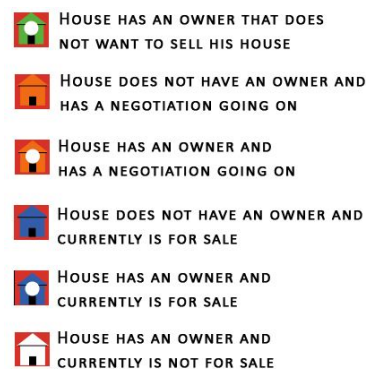 House has an owner that does
not want to sell his house
House does not have an owner and
has a negotiation going on
House has an owner and
has a negotiation going on
House does not have an owner and
currently is for sale
House has an owner and
currently is for sale
House has an owner and
currently is not for sale